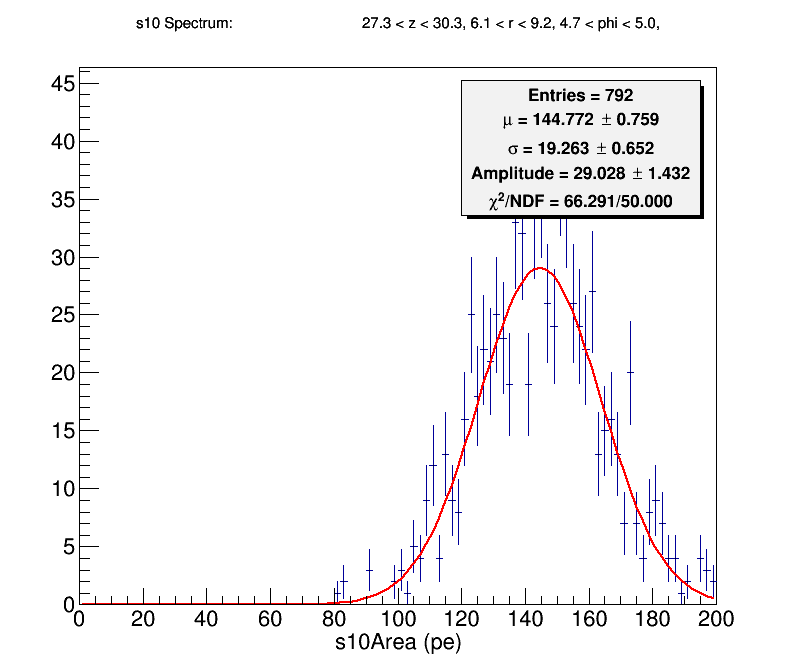 s10 Spectrum: 27.3 < z < 30.3, 6.1 < r < 9.2, 4.7 < phi < 5.0,
Entries = 792
μ = 144.772 ± 0.759
σ = 19.263 ± 0.652
Amplitude = 29.028 ± 1.432
χ²/NDF = 66.291/50.000
45
40
35
30
25
20
15
10
5
0
0 20 40 60 80 100 120 140 160 180 200
s10Area (pe)